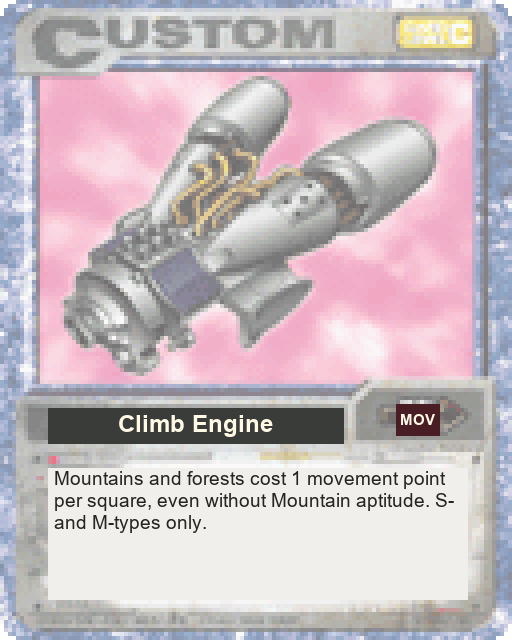 CUSTOM
C
Climb Engine
MOV
Mountains and forests cost 1 movement point
per square, even without Mountain aptitude. S-
and M-types only.